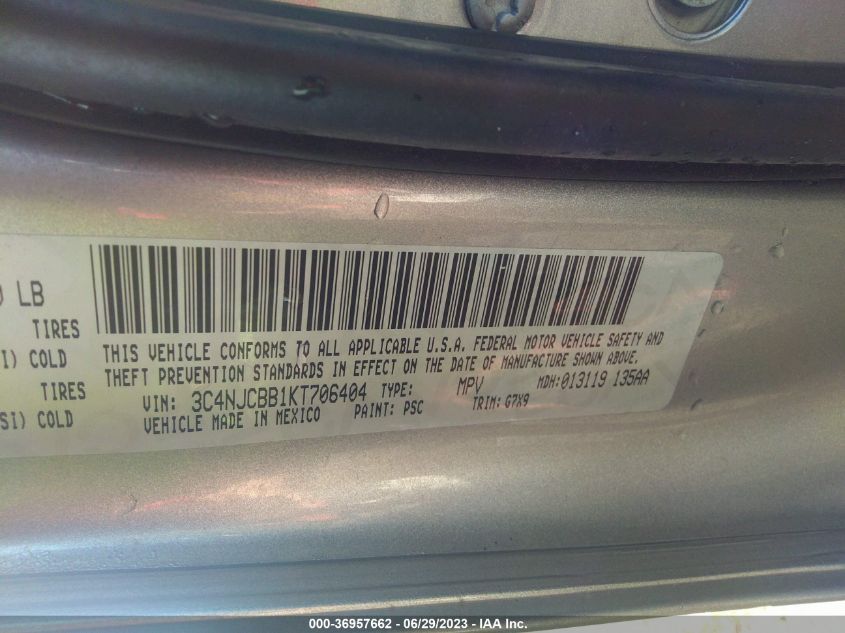 LB
TIRES
COLD
TIRES
SI) COLD
THIS VEHICLE CONFORMS TO ALL APPLICABLE U.S.A. FEDERAL MOTOR VEHICLE SAFETY AND
THEFT PREVENTION STANDARDS IN EFFECT ON THE DATE OF MANUFACTURE SHOWN ABOVE.
VIN: 3C4NJCBB1KT706404 TYPE: MPV MDH:013119 135AA
VEHICLE MADE IN MEXICO PAINT: PSC TRIM: G7X9
000-36957662 - 06/29/2023 - IAA Inc.